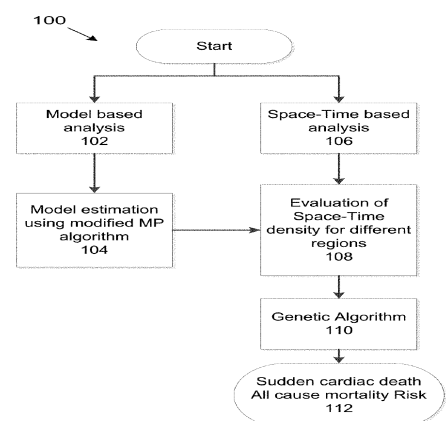 100
Start
Model based
analysis
102
Space-Time based
analysis
106
Model estimation
using modified MP
algorithm
104
Evaluation of
Space-Time
density for different
regions
108
Genetic Algorithm
110
Sudden cardiac death
All cause mortality Risk
112